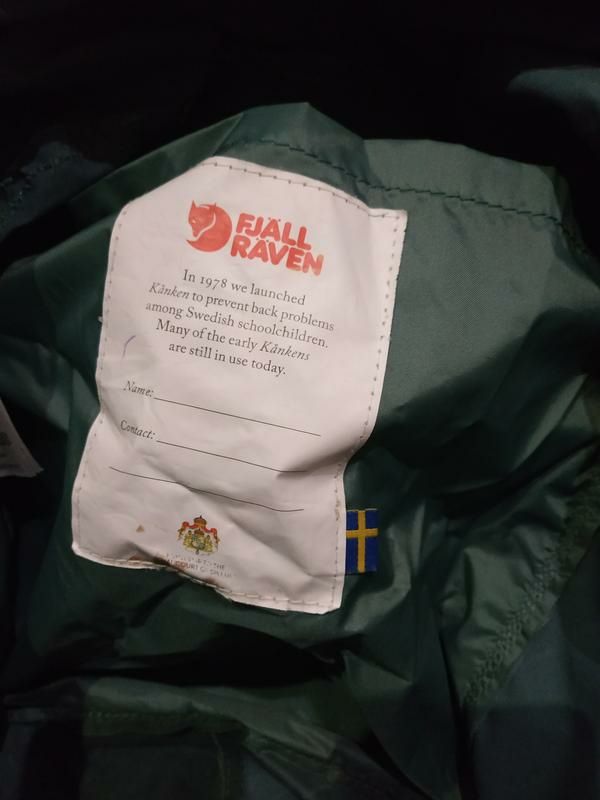 FJÄLL
RÄVEN
In 1978 we launched
Kånken to prevent back problems
among Swedish schoolchildren.
Many of the early Kånkens
are still in use today.
Name:
Contact: